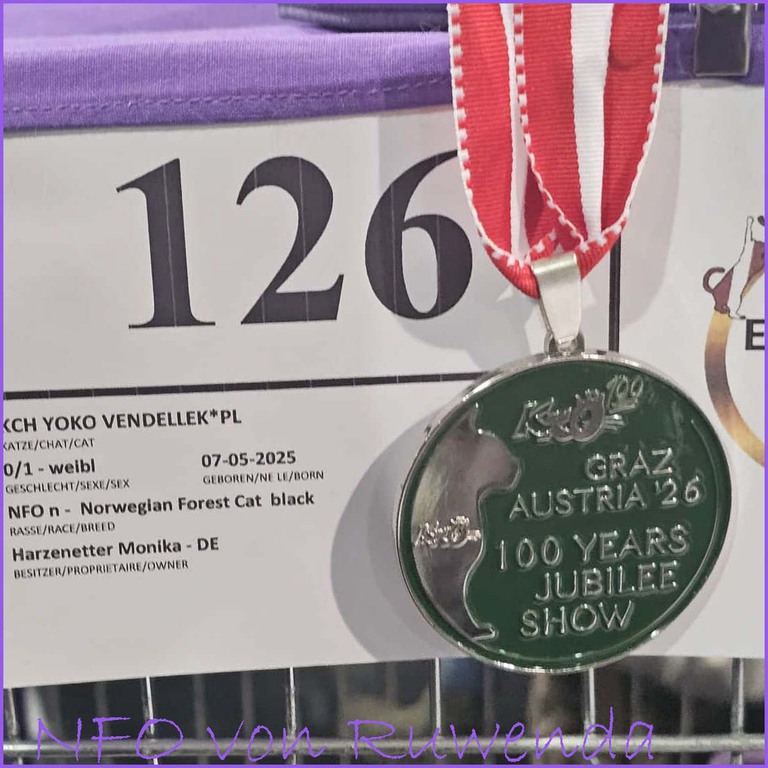 126
KCH YOKO VENDELLEK*PL
KATZE/CHAT/CAT
0/1 - weibl
07-05-2025
GESCHLECHT/SEXE/SEX
GEBOREN/NE LE/BORN
NFO n - Norwegian Forest Cat black
RASSE/RACE/BREED
Harzenetter Monika - DE
BESITZER/PROPRIETAIRE/OWNER
100
GRAZ
AUSTRIA '26
100 YEARS
JUBILEE
SHOW
E
NFO von Ruwenda